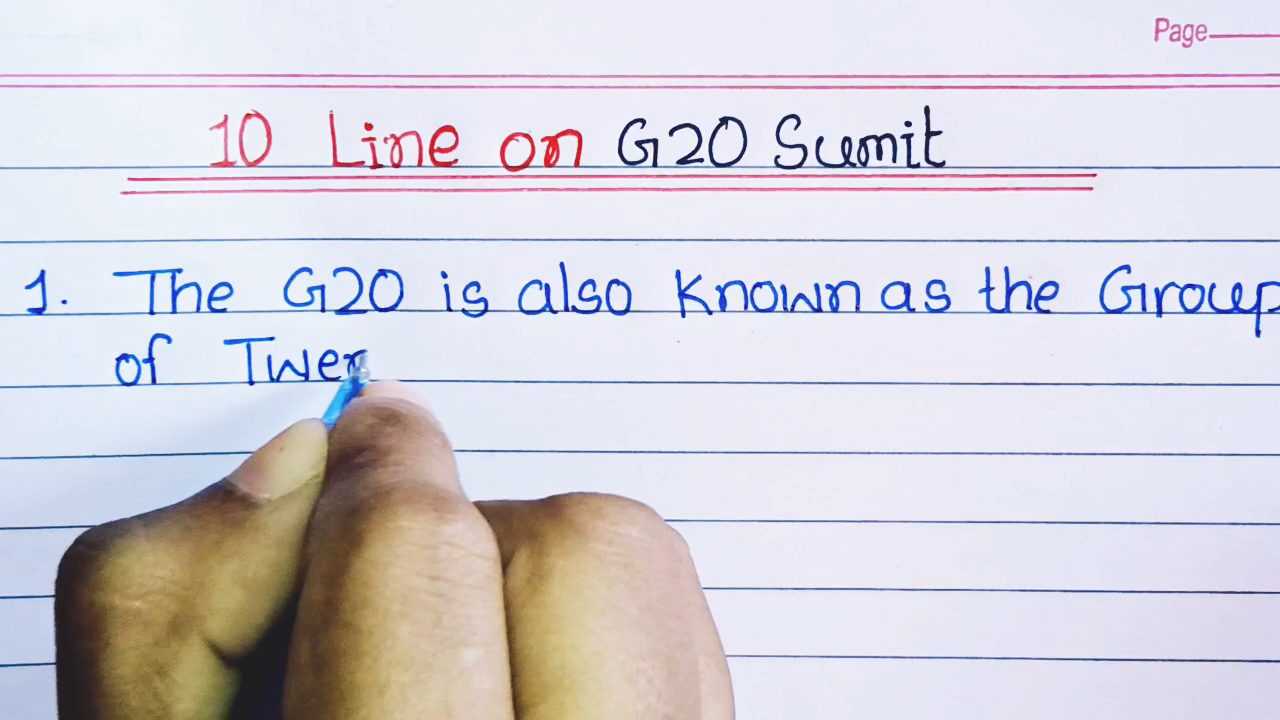 Page
10 Line on G20 Sumit
1. The G20 is also known as the Group
of Twen